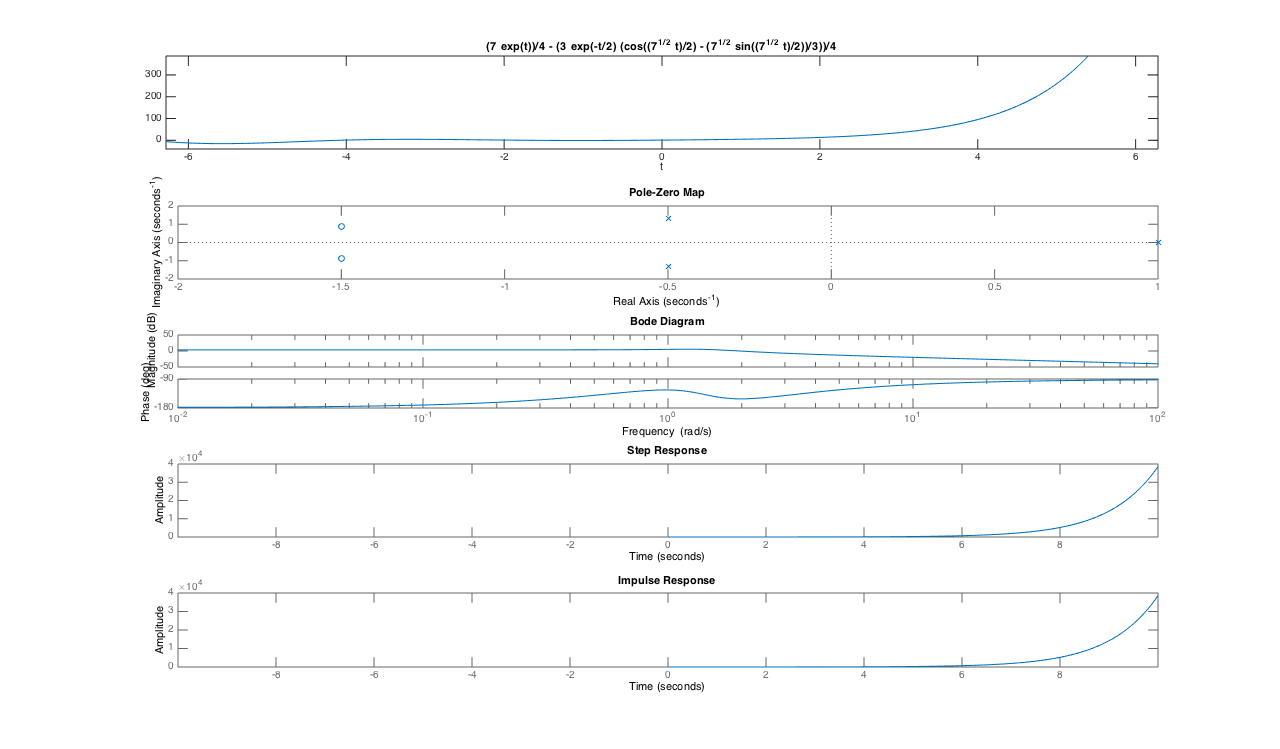 (7 exp(t))/4 - (3 exp(-t/2) (cos((7^1/2 t)/2) - (7^1/2 sin((7^1/2 t)/2))/3))/4
300
200
100
0
-6 -4 -2 0 2 4 6
t
Pole-Zero Map
Imaginary Axis (seconds^-1)
2
1
0
-1
-2
-2 -1.5 -1 -0.5 0 0.5 1
Real Axis (seconds^-1)
Bode Diagram
Magnitude (dB)
50
0
-50
Phase (deg)
-90
-180
10^-2 10^-1 10^0 10^1 10^2
Frequency (rad/s)
Step Response
×10^4
Amplitude
4
3
2
1
0
-8 -6 -4 -2 0 2 4 6 8
Time (seconds)
Impulse Response
×10^4
Amplitude
4
3
2
1
0
-8 -6 -4 -2 0 2 4 6 8
Time (seconds)